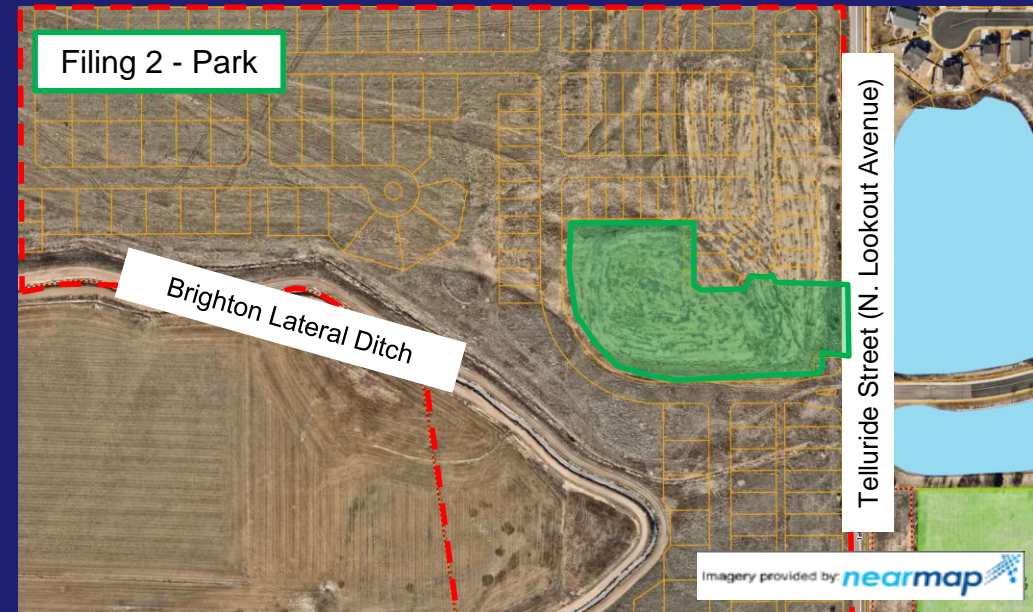 Filing 2 - Park
Brighton Lateral Ditch
Telluride Street (N. Lookout Avenue)
Imagery provided by: nearmap